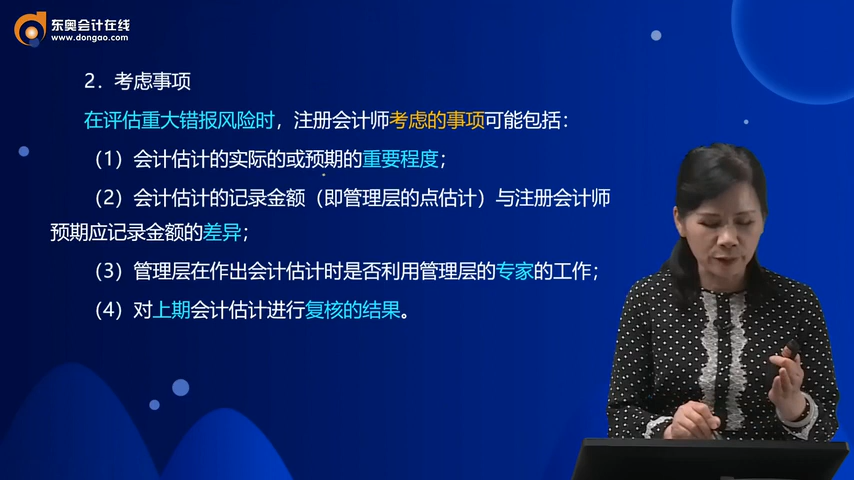 东奥会计在线
www.dongao.com
2．考虑事项
在评估重大错报风险时，注册会计师考虑的事项可能包括：
（1）会计估计的实际的或预期的重要程度；
（2）会计估计的记录金额（即管理层的点估计）与注册会计师
预期应记录金额的差异；
（3）管理层在作出会计估计时是否利用管理层的专家的工作；
（4）对上期会计估计进行复核的结果。